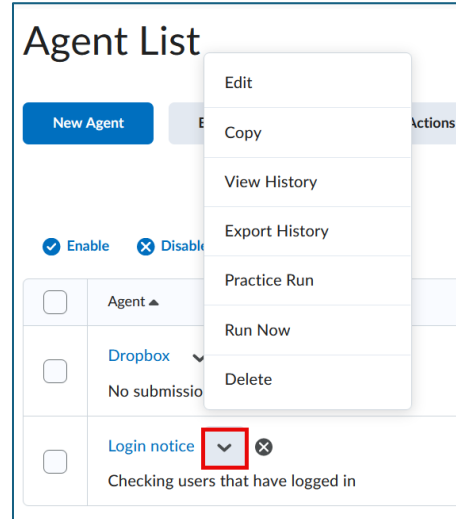 Agent List
New Agent
E
Actions
Edit
Copy
View History
Export History
Practice Run
Run Now
Delete
Enable
Disable
Agent
Dropbox
No submissio
Login notice
Checking users that have logged in